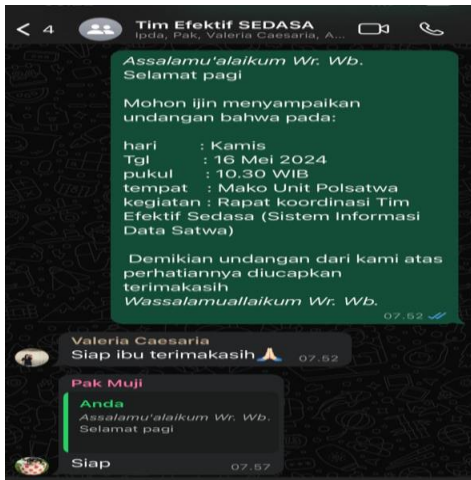 < 4 Tim Efektif SEDASA
Ipda, Pak, Valeria Caesaria, A...
Assalamu'alaikum Wr. Wb.
Selamat pagi
Mohon ijin menyampaikan
undangan bahwa pada:
hari : Kamis
Tgl : 16 Mei 2024
pukul : 10.30 WIB
tempat : Mako Unit Polsatwa
kegiatan : Rapat koordinasi Tim
Efektif Sedasa (Sistem Informasi
Data Satwa)
Demikian undangan dari kami atas
perhatiannya diucapkan
terimakasih
Wassalamuallaikum Wr. Wb.
07.52
Valeria Caesaria
Siap ibu terimakasih🙏🏻 07.52
Pak Muji
Anda
Assalamu'alaikum Wr. Wb.
Selamat pagi
Siap 07.57